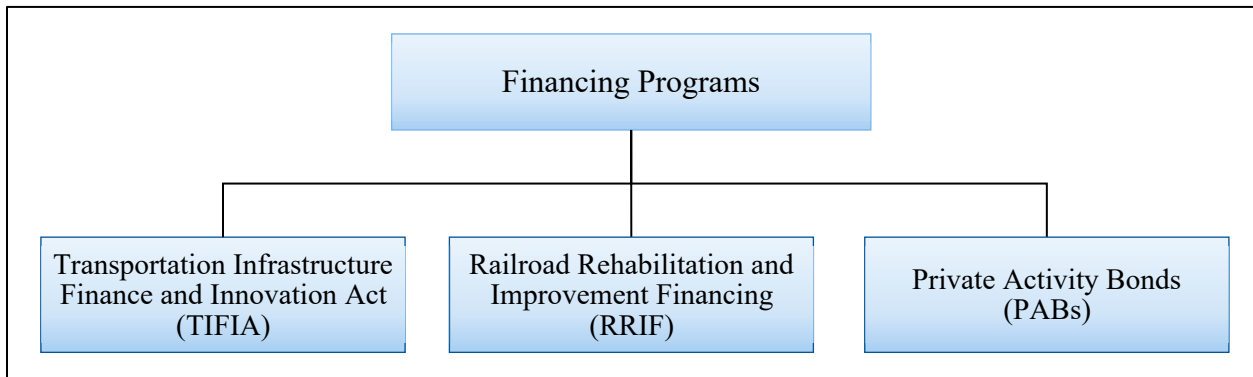 Financing Programs
Transportation Infrastructure
Finance and Innovation Act
(TIFIA)
Railroad Rehabilitation and
Improvement Financing
(RRIF)
Private Activity Bonds
(PABs)